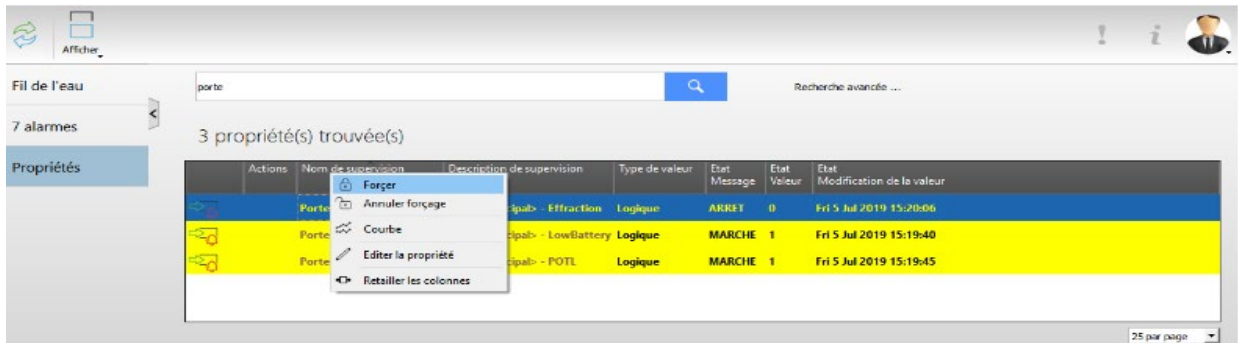 Afficher
Fil de l'eau
7 alarmes
Propriétés
porte
Recherche avancée ...
3 propriété(s) trouvée(s)
Actions Nom de supervision Description de supervision Type de valeur Etat Message Etat Valeur Etat Modification de la valeur
Forçer
Annuler forçage
Courbe
Editer la propriété
Retailler les colonnes
Porte cipal> - Effraction Logique ARRET 0 Fri 5 Jul 2019 15:20:06
Porte cipal> - LowBattery Logique MARCHE 1 Fri 5 Jul 2019 15:19:40
Porte cipal> - POTL Logique MARCHE 1 Fri 5 Jul 2019 15:19:45
25 par page